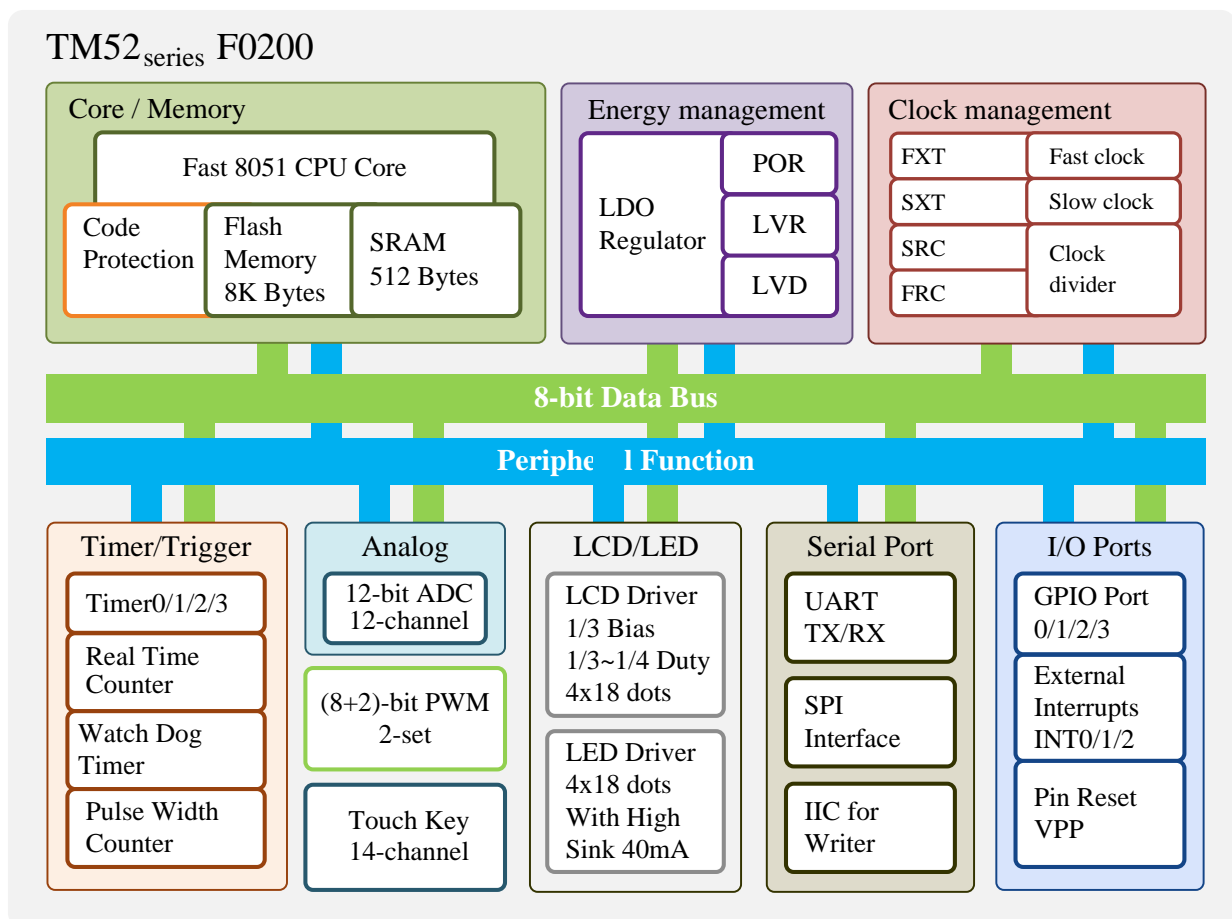 TM52series F0200
Core / Memory
Fast 8051 CPU Core
Code
Protection
Flash
Memory
8K Bytes
SRAM
512 Bytes
Energy management
LDO
Regulator
POR
LVR
LVD
Clock management
FXT
SXT
SRC
FRC
Fast clock
Slow clock
Clock
divider
8-bit Data Bus
Periphe l Function
Timer/Trigger
Timer0/1/2/3
Real Time
Counter
Watch Dog
Timer
Pulse Width
Counter
Analog
12-bit ADC
12-channel
(8+2)-bit PWM
2-set
Touch Key
14-channel
LCD/LED
LCD Driver
1/3 Bias
1/3~1/4 Duty
4x18 dots
LED Driver
4x18 dots
With High
Sink 40mA
Serial Port
UART
TX/RX
SPI
Interface
IIC for
Writer
I/O Ports
GPIO Port
0/1/2/3
External
Interrupts
INT0/1/2
Pin Reset
VPP